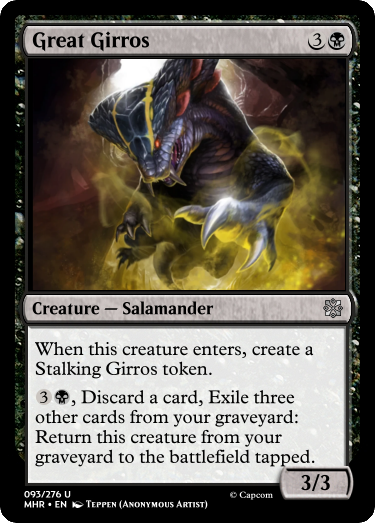 Great Girros 3
Creature — Salamander
When this creature enters, create a
Stalking Girros token.
3 , Discard a card, Exile three
other cards from your graveyard:
Return this creature from your
graveyard to the battlefield tapped.
3/3
093/276 U
MHR • EN Teppen (Anonymous Artist)
© Capcom